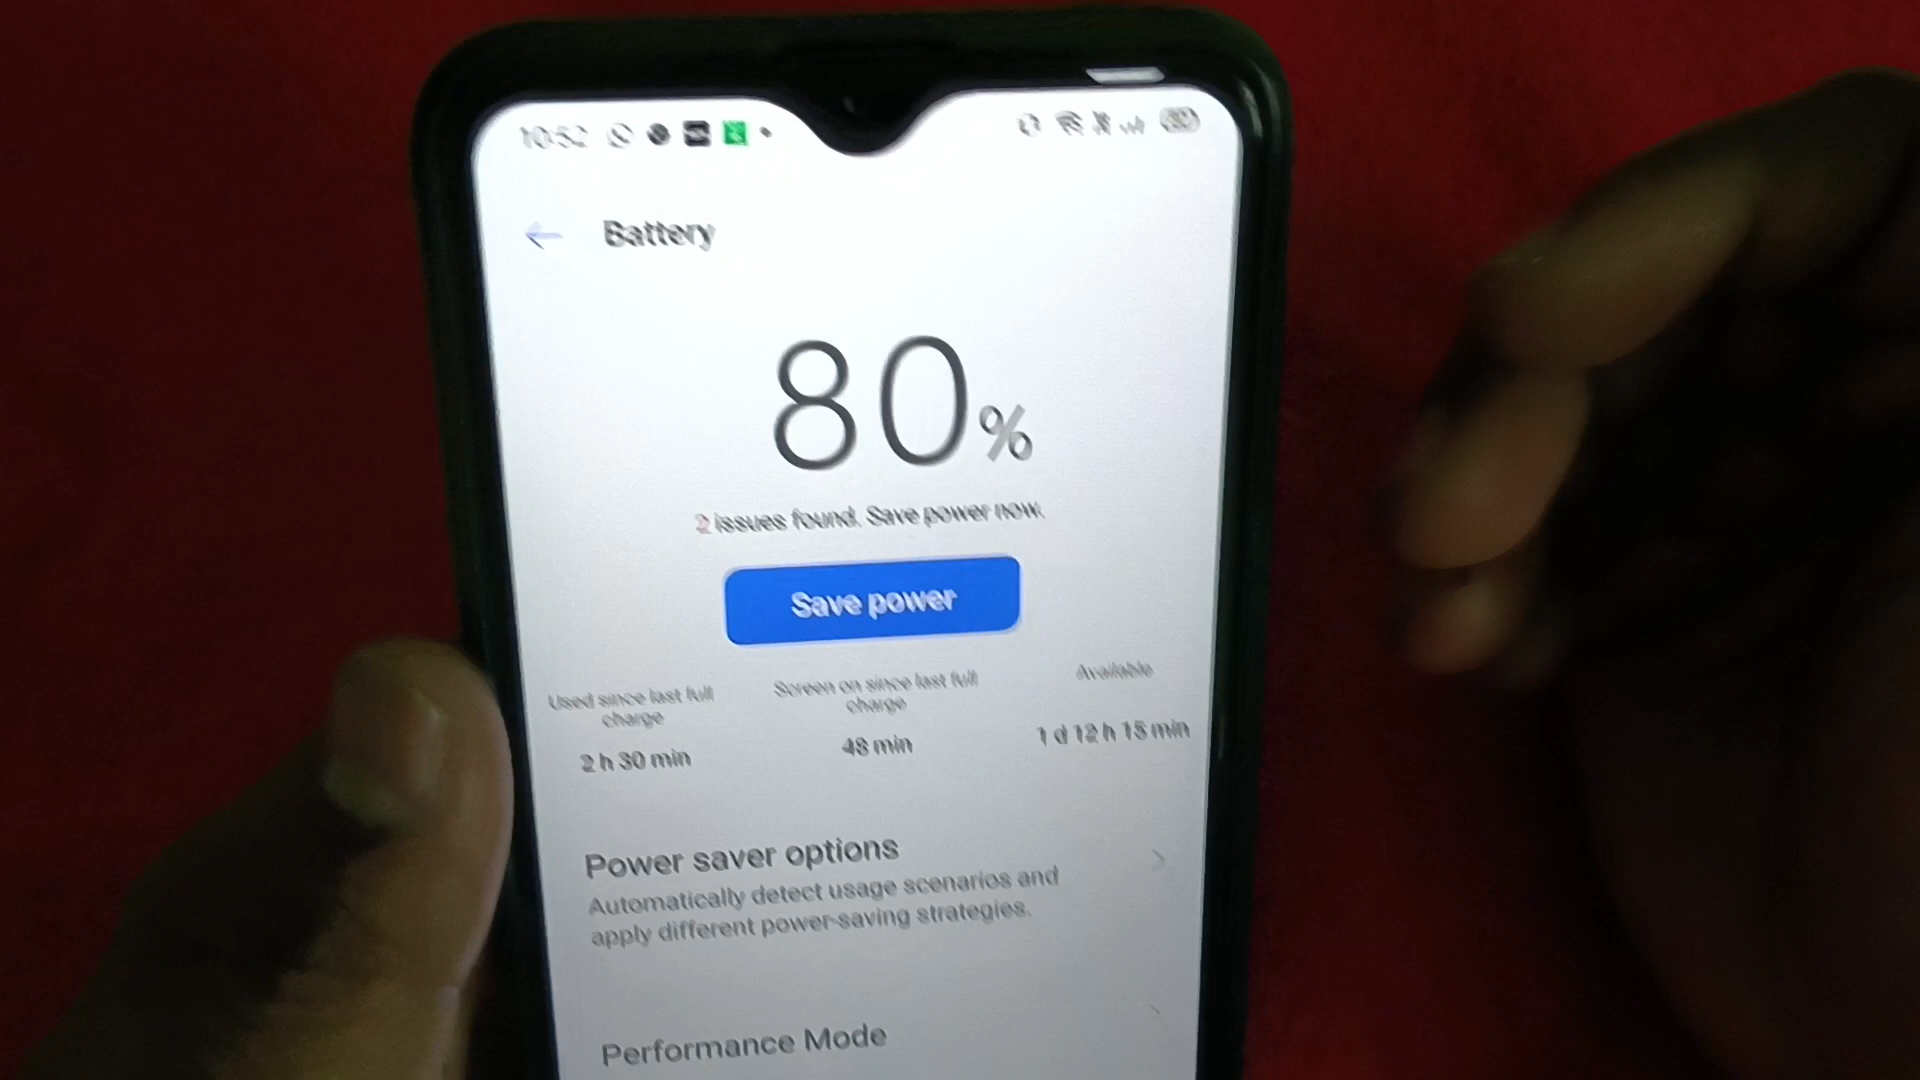 10:52
Battery
80%
2 issues found. Save power now.
Save power
Used since last full
charge
2 h 30 min
Screen on since last full
charge
48 min
Available
1 d 12 h 15 min
Power saver options
Automatically detect usage scenarios and
apply different power-saving strategies.
Performance Mode